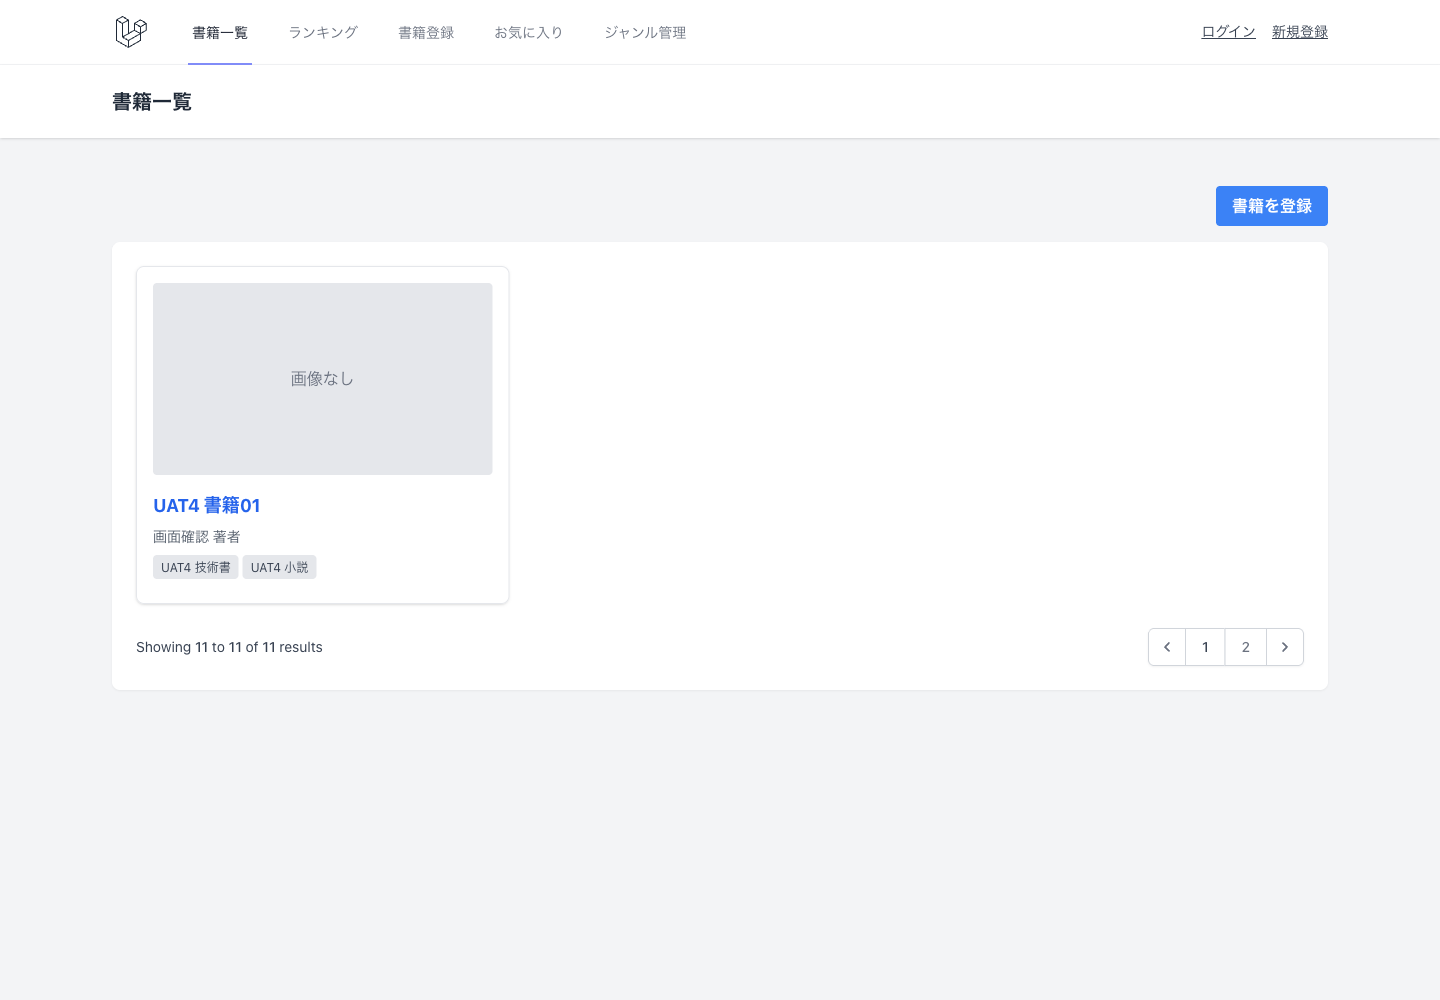 書籍一覧 ランキング 書籍登録 お気に入り ジャンル管理 ログイン 新規登録
書籍一覧
書籍を登録
画像なし
UAT4 書籍01
画面確認 著者
UAT4 技術書 UAT4 小説
Showing 11 to 11 of 11 results 1 2